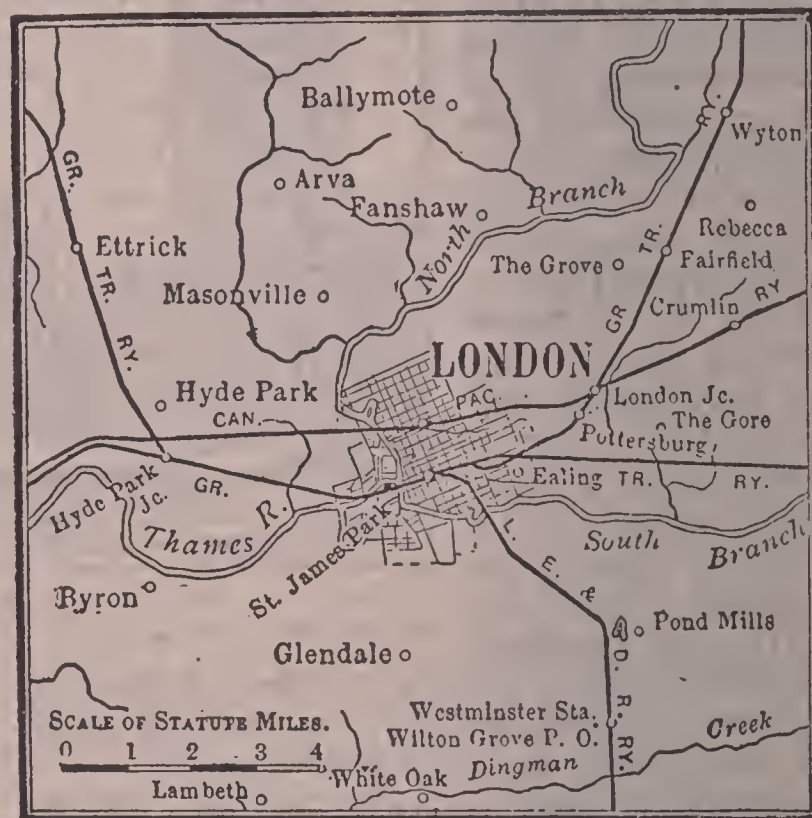 Ballymote
RY.
Wyton
GR.
Arva
Branch
Fanshaw
Rebecca
Ettrick
North
TR.
The Grove
Fairfield
TR.
Masonville
Crumlin
RY
RY.
GR
LONDON
Hyde Park
PAC.
London Jc.
CAN.
The Gore
Pottersburg
Hyde Park
Jc.
GR.
Ealing
TR.
RY.
Thames R.
St. James Park
L. E. & D. R. RY.
South Branch
Byron
Pond Mills
Glendale
Westminster Sta.
SCALE OF STATUTE MILES.
Wilton Grove P. O.
Creek
0 1 2 3 4
White Oak
Dingman
Lambeth